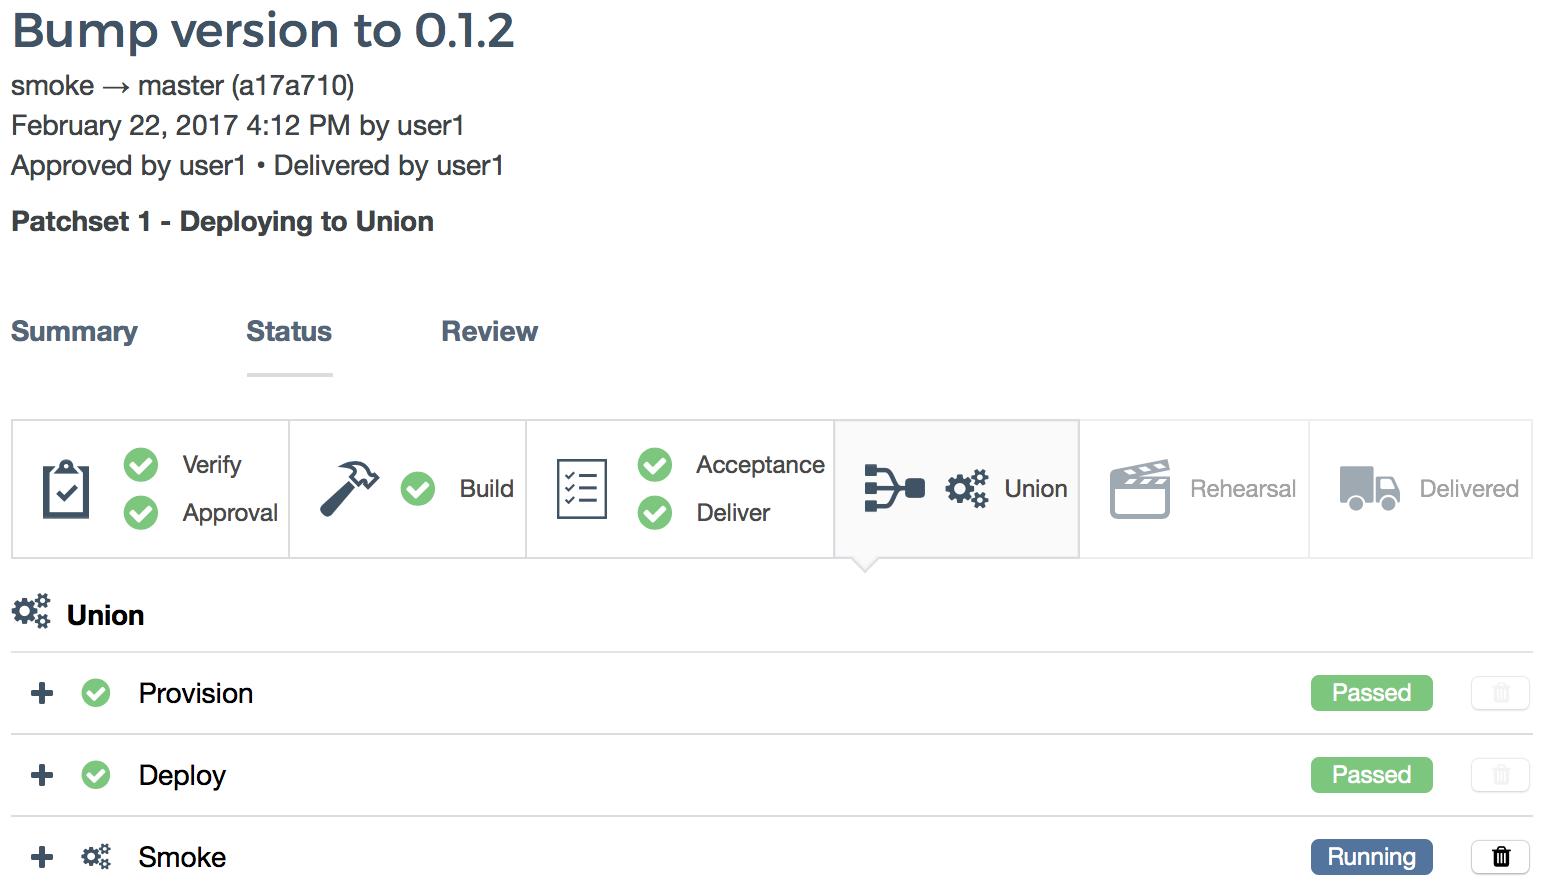 Bump version to 0.1.2
smoke → master (a17a710)
February 22, 2017 4:12 PM by user1
Approved by user1 • Delivered by user1
Patchset 1 - Deploying to Union
Summary Status Review
Verify
Approval
Build
Acceptance
Deliver
Union
Rehearsal
Delivered
Union
Provision Passed
Deploy Passed
Smoke Running